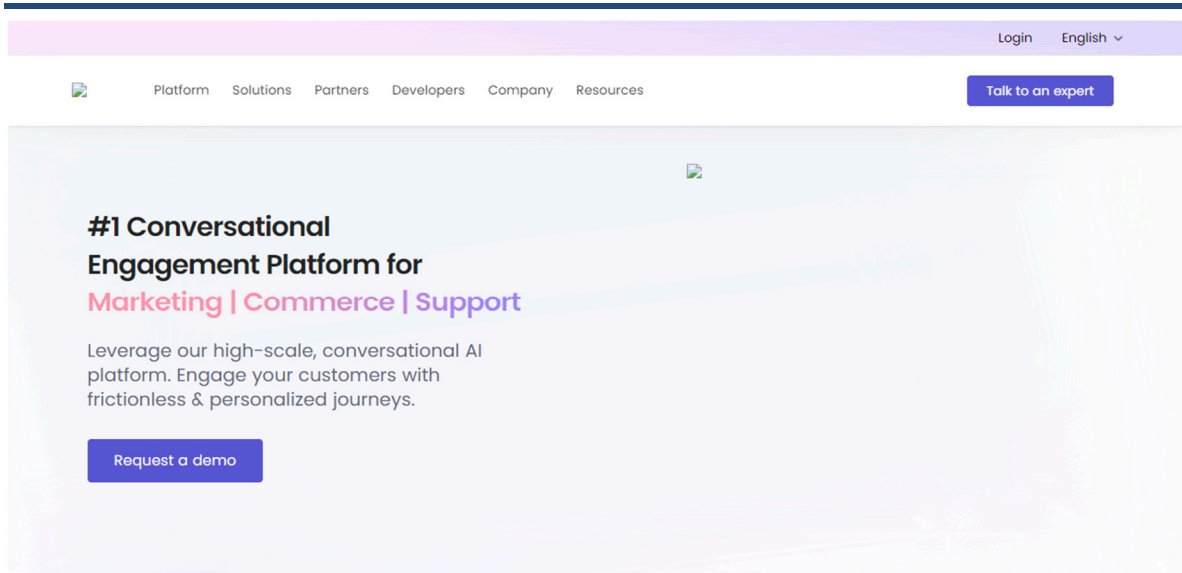 Login English
Platform Solutions Partners Developers Company Resources Talk to an expert
#1 Conversational
Engagement Platform for
Marketing | Commerce | Support
Leverage our high-scale, conversational AI
platform. Engage your customers with
frictionless & personalized journeys.
Request a demo